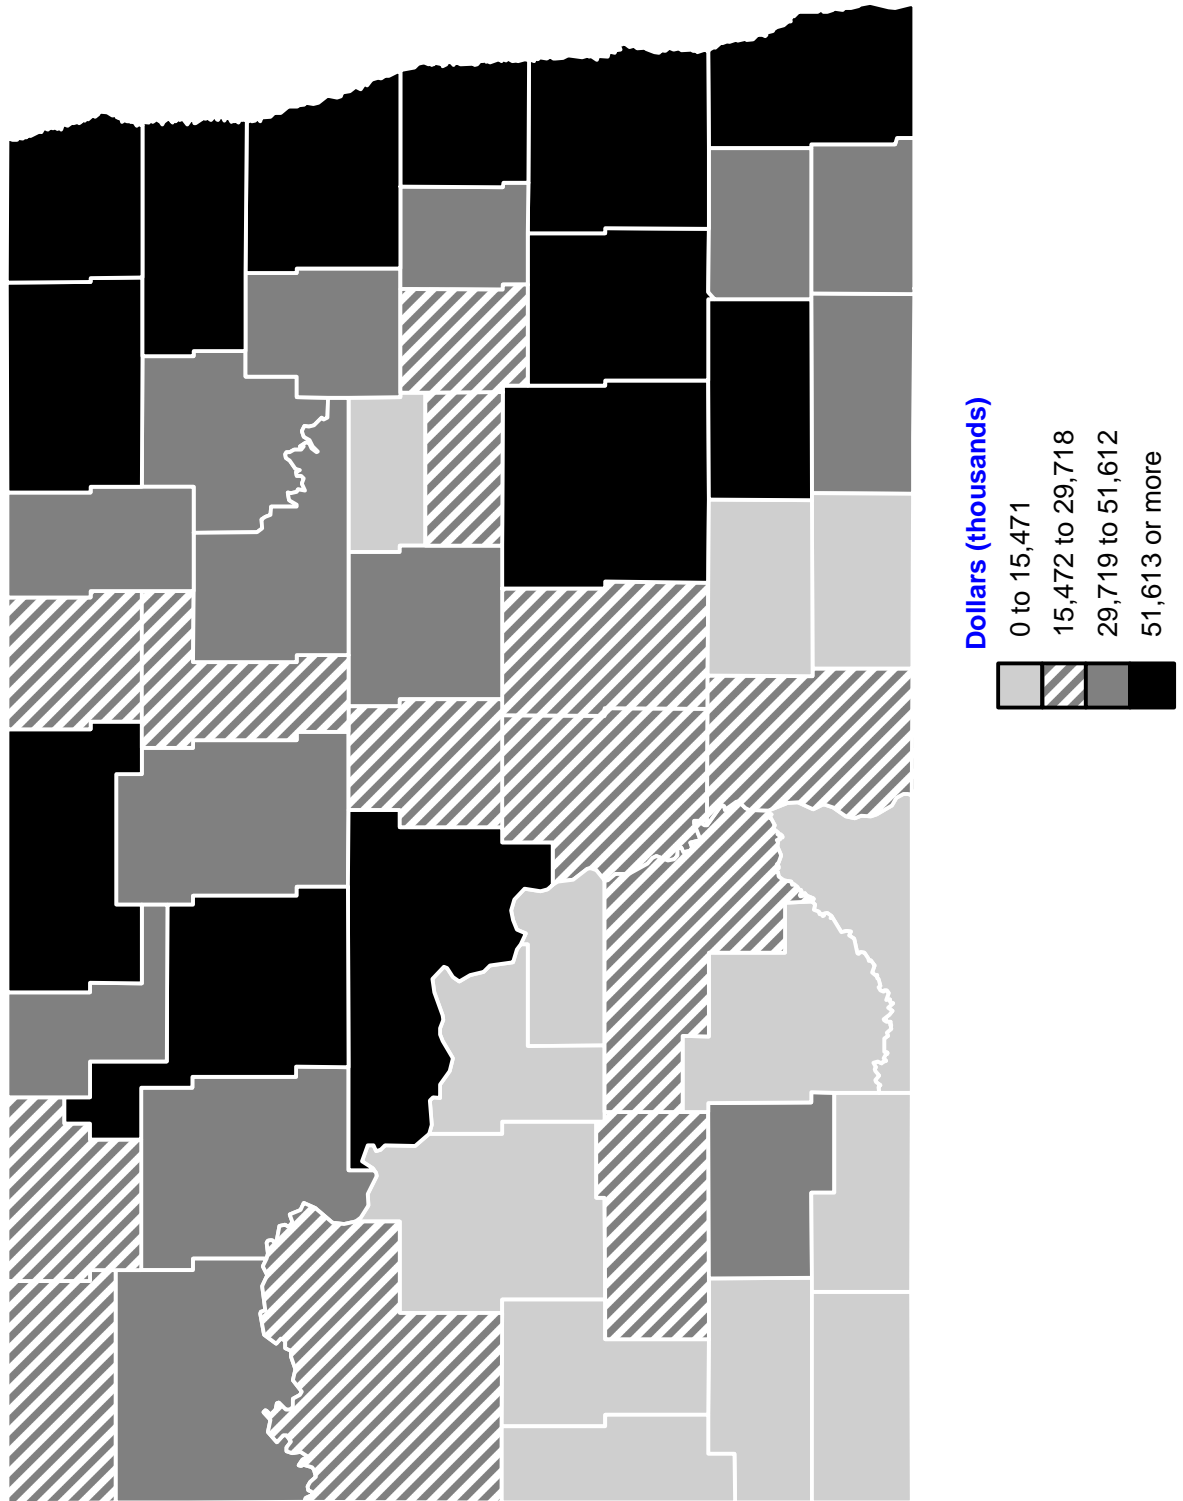 Dollars (thousands)
0 to 15,471
15,472 to 29,718
29,719 to 51,612
51,613 or more